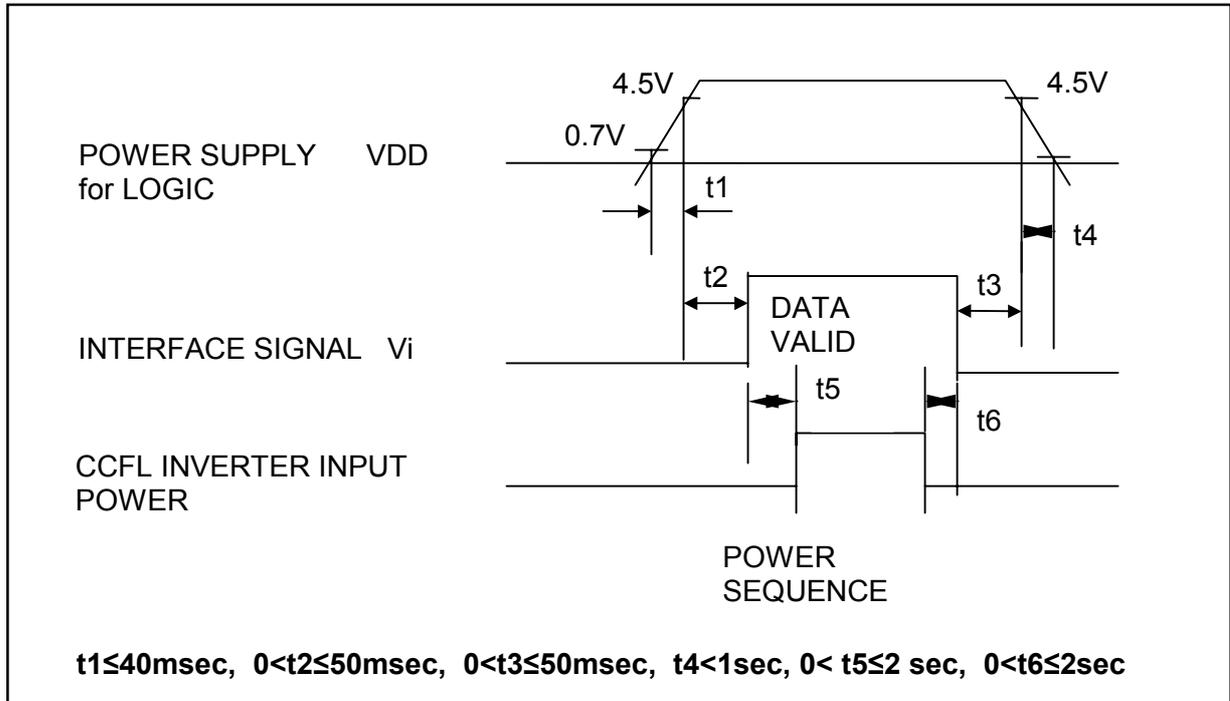 4.5V
4.5V
0.7V
POWER SUPPLY VDD
for LOGIC
t1
t4
t2
t3
DATA
VALID
INTERFACE SIGNAL Vi
t5
t6
CCFL INVERTER INPUT
POWER
POWER
SEQUENCE
t1≤40msec, 0<t2≤50msec, 0<t3≤50msec, t4<1sec, 0< t5≤2 sec, 0<t6≤2sec